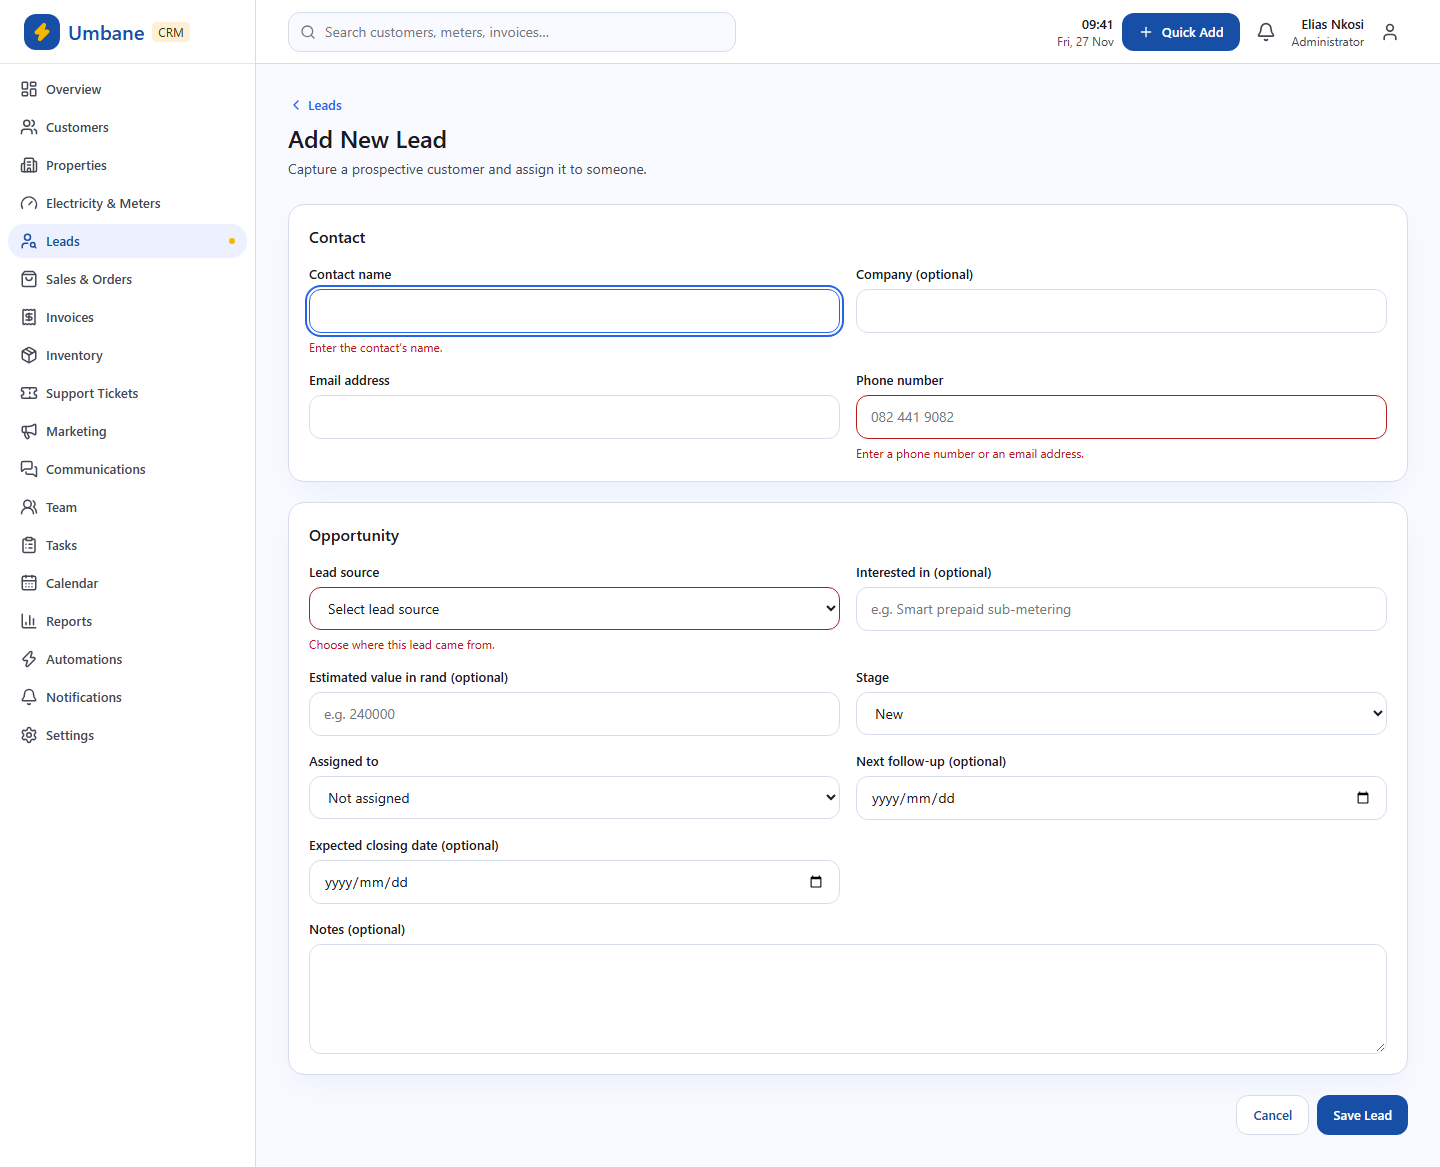 Umbane CRM
Search customers, meters, invoices...
09:41
Fri, 27 Nov
Quick Add
Elias Nkosi
Administrator
Overview
Customers
Properties
Electricity & Meters
Leads
Sales & Orders
Invoices
Inventory
Support Tickets
Marketing
Communications
Team
Tasks
Calendar
Reports
Automations
Notifications
Settings
Leads
Add New Lead
Capture a prospective customer and assign it to someone.
Contact
Contact name
Enter the contact's name.
Company (optional)
Email address
Phone number
082 441 9082
Enter a phone number or an email address.
Opportunity
Lead source
Select lead source
Choose where this lead came from.
Interested in (optional)
e.g. Smart prepaid sub-metering
Estimated value in rand (optional)
e.g. 240000
Stage
New
Assigned to
Not assigned
Next follow-up (optional)
yyyy/mm/dd
Expected closing date (optional)
yyyy/mm/dd
Notes (optional)
Cancel
Save Lead